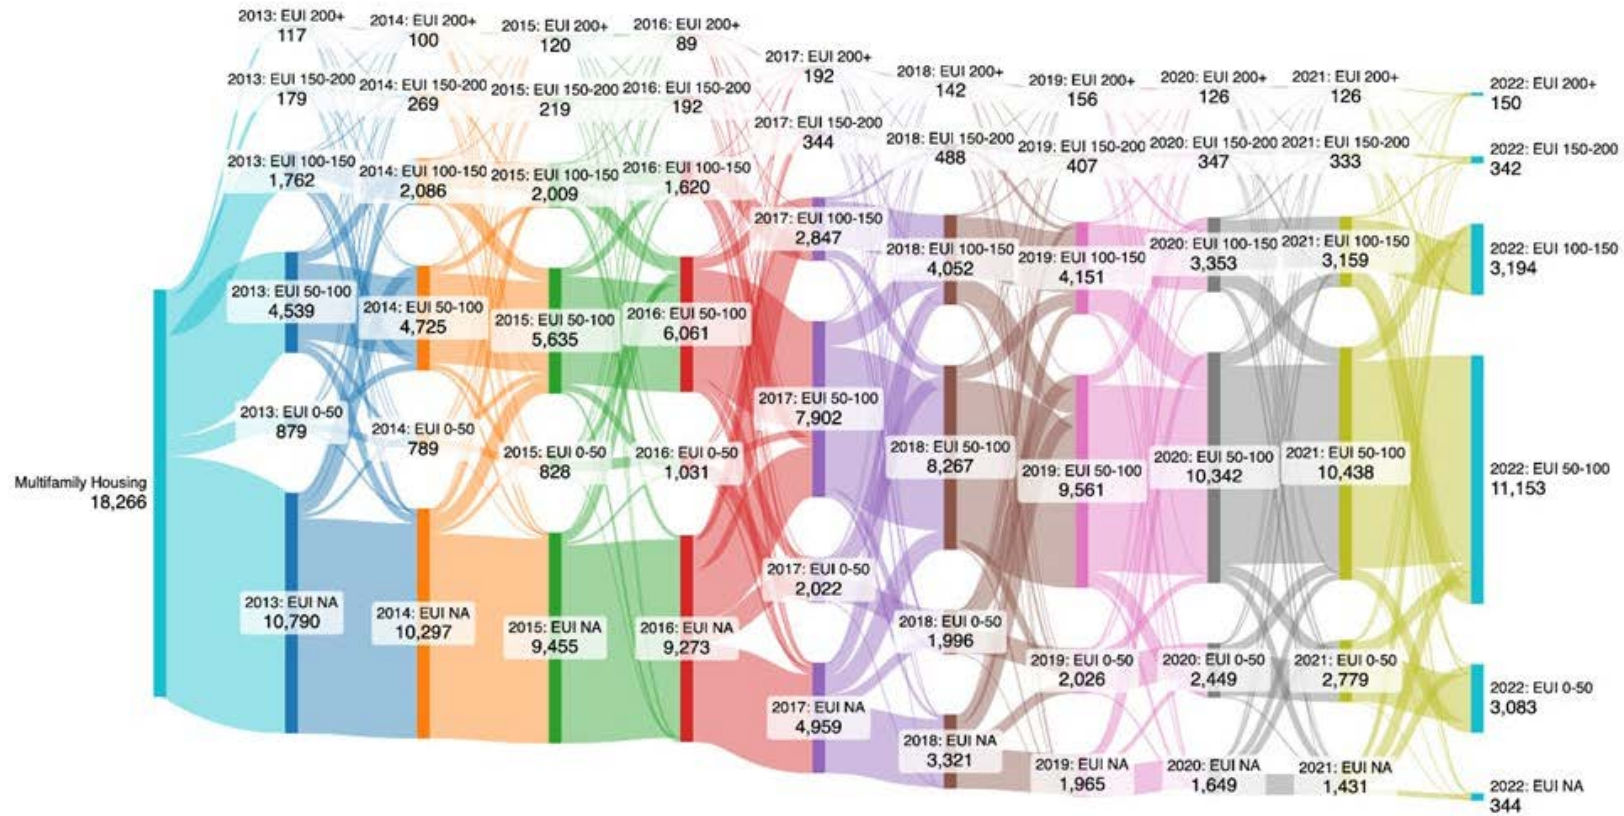 Multifamily Housing
18,266
2013: EUI 200+
117
2013: EUI 150-200
179
2013: EUI 100-150
1,762
2013: EUI 50-100
4,539
2013: EUI 0-50
879
2013: EUI NA
10,790
2014: EUI 200+
100
2014: EUI 150-200
269
2014: EUI 100-150
2,086
2014: EUI 50-100
4,725
2014: EUI 0-50
789
2014: EUI NA
10,297
2015: EUI 200+
120
2015: EUI 150-200
219
2015: EUI 100-150
2,009
2015: EUI 50-100
5,635
2015: EUI 0-50
828
2015: EUI NA
9,455
2016: EUI 200+
89
2016: EUI 150-200
192
2016: EUI 100-150
1,620
2016: EUI 50-100
6,061
2016: EUI 0-50
1,031
2016: EUI NA
9,273
2017: EUI 200+
192
2017: EUI 150-200
344
2017: EUI 100-150
2,847
2017: EUI 50-100
7,902
2017: EUI 0-50
2,022
2017: EUI NA
4,959
2018: EUI 200+
142
2018: EUI 150-200
488
2018: EUI 100-150
4,052
2018: EUI 50-100
8,267
2018: EUI 0-50
1,996
2018: EUI NA
3,321
2019: EUI 200+
156
2019: EUI 150-200
407
2019: EUI 100-150
4,151
2019: EUI 50-100
9,561
2019: EUI 0-50
2,026
2019: EUI NA
1,965
2020: EUI 200+
126
2020: EUI 150-200
347
2020: EUI 100-150
3,353
2020: EUI 50-100
10,342
2020: EUI 0-50
2,449
2020: EUI NA
1,649
2021: EUI 200+
126
2021: EUI 150-200
333
2021: EUI 100-150
3,159
2021: EUI 50-100
10,438
2021: EUI 0-50
2,779
2021: EUI NA
1,431
2022: EUI 200+
150
2022: EUI 150-200
342
2022: EUI 100-150
3,194
2022: EUI 50-100
11,153
2022: EUI 0-50
3,083
2022: EUI NA
344